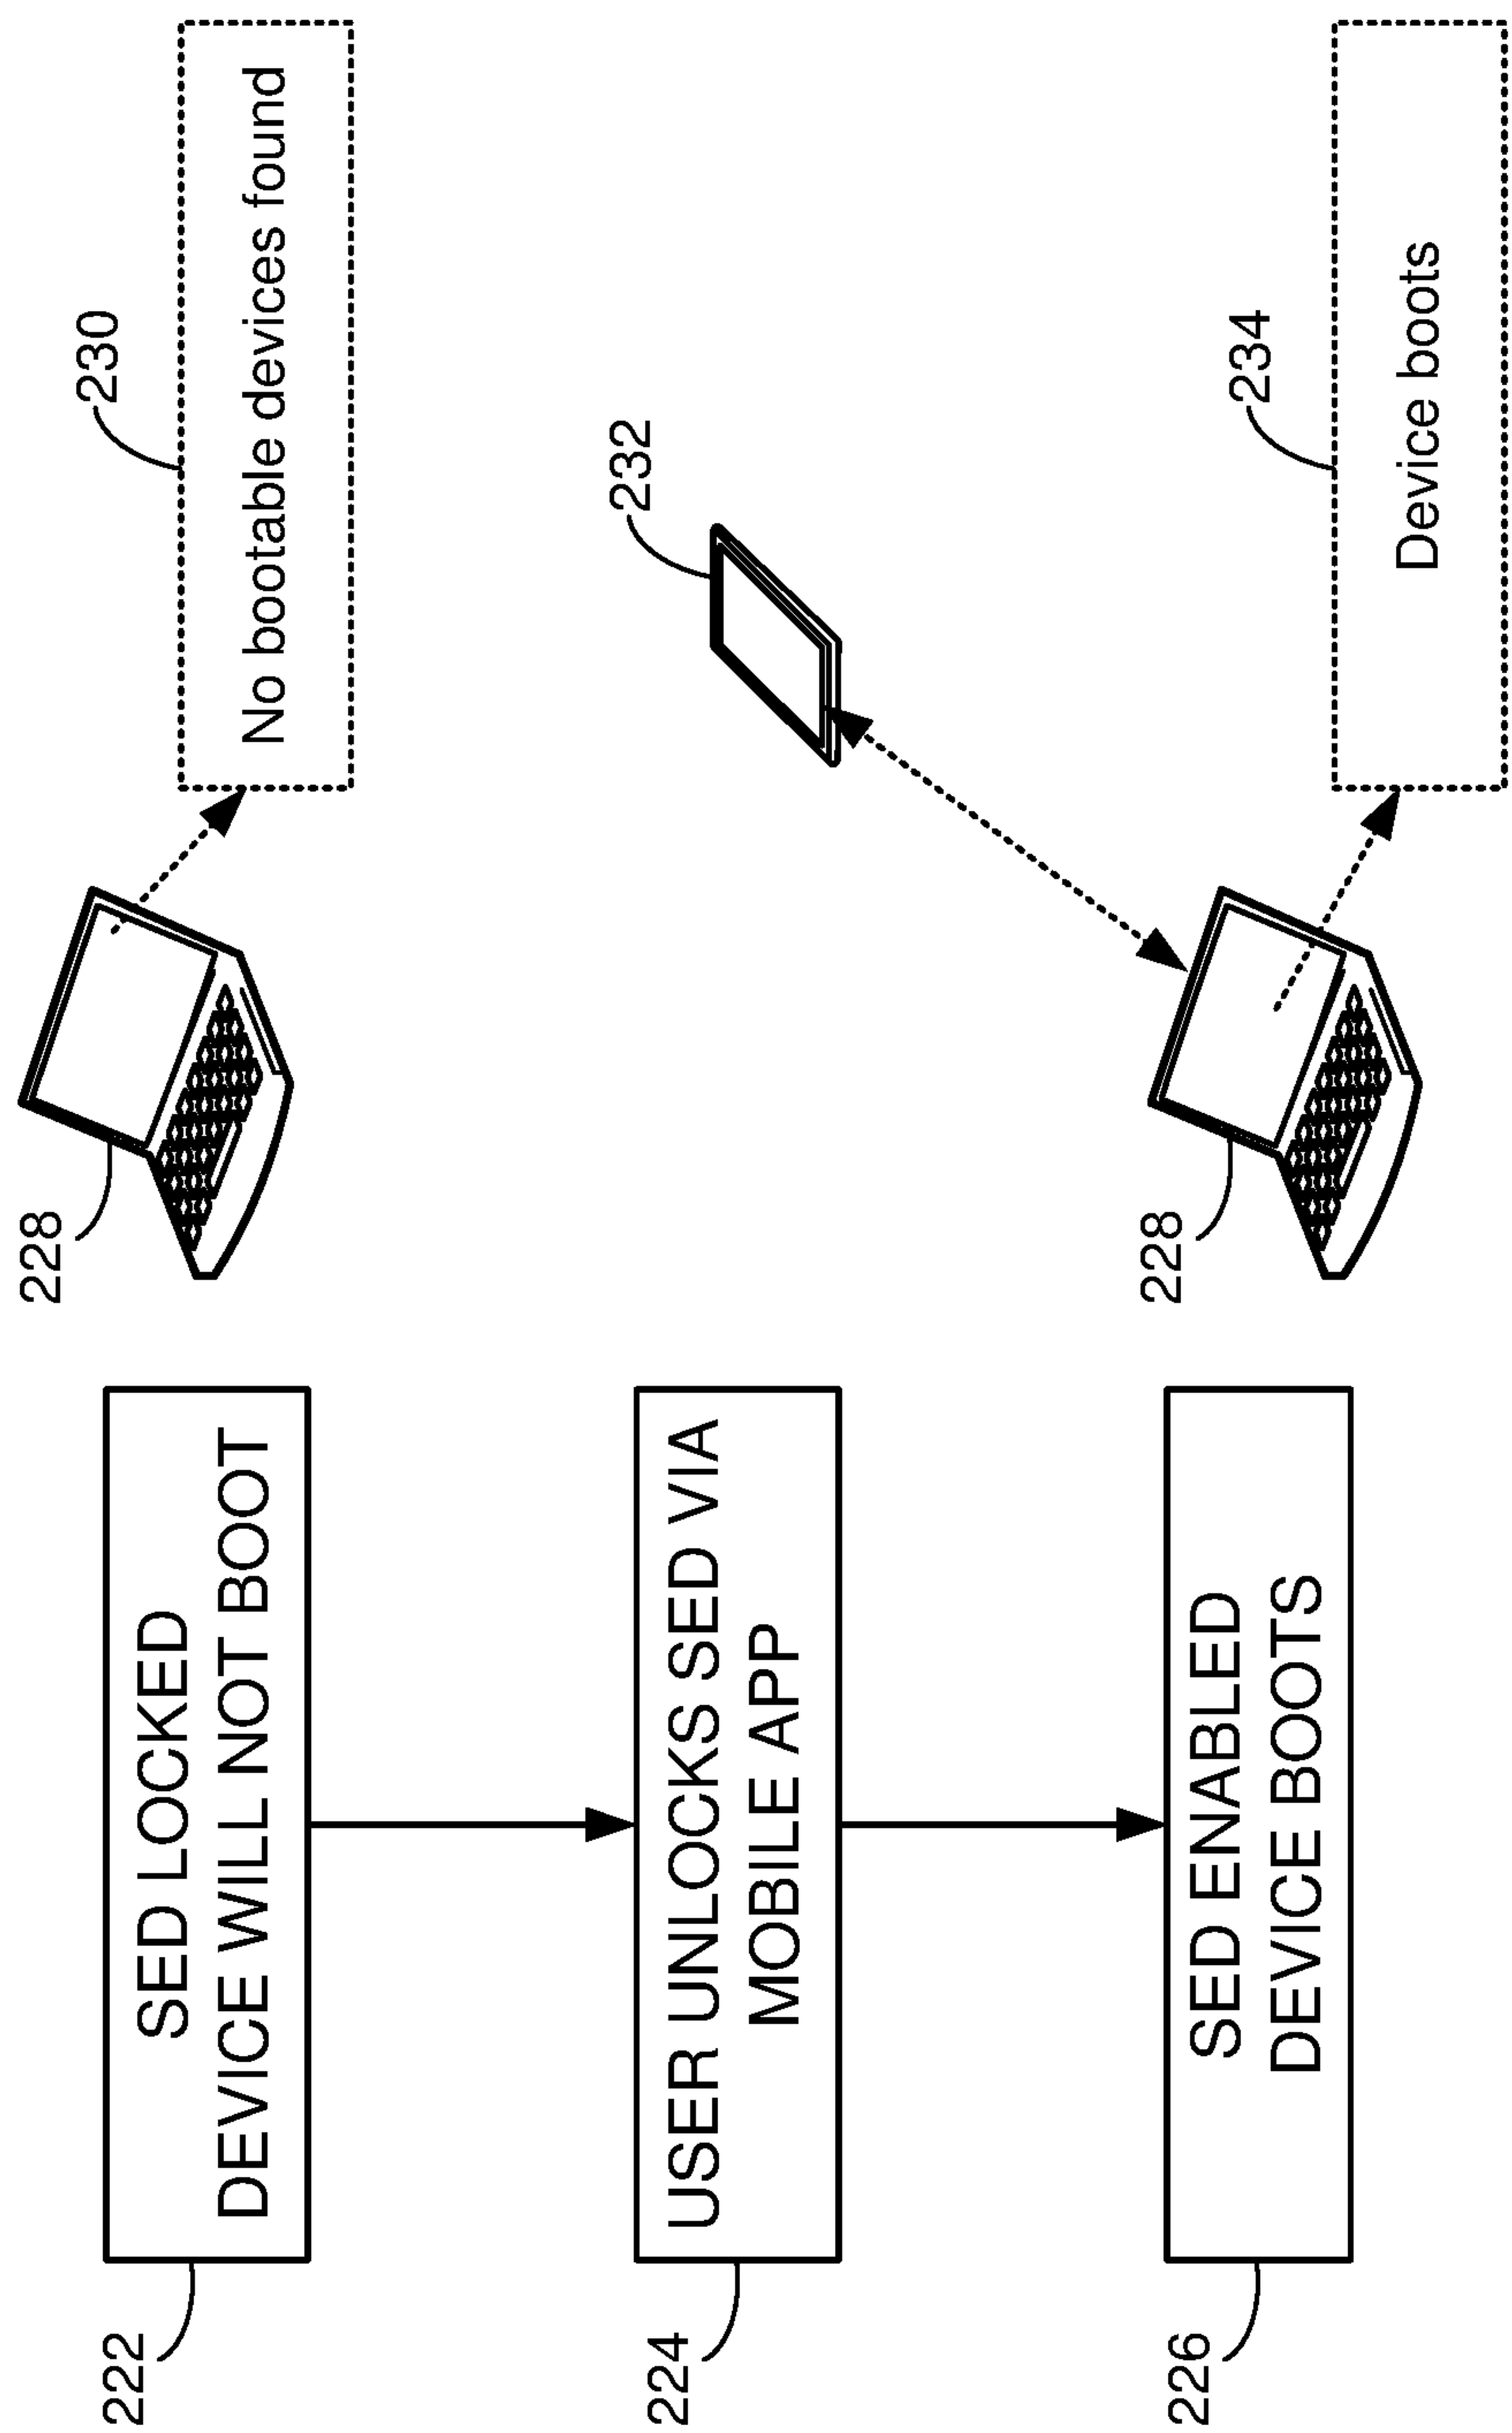 222
SED LOCKED
DEVICE WILL NOT BOOT
228
230
No bootable devices found
224
USER UNLOCKS SED VIA
MOBILE APP
232
226
SED ENABLED
DEVICE BOOTS
228
234
Device boots